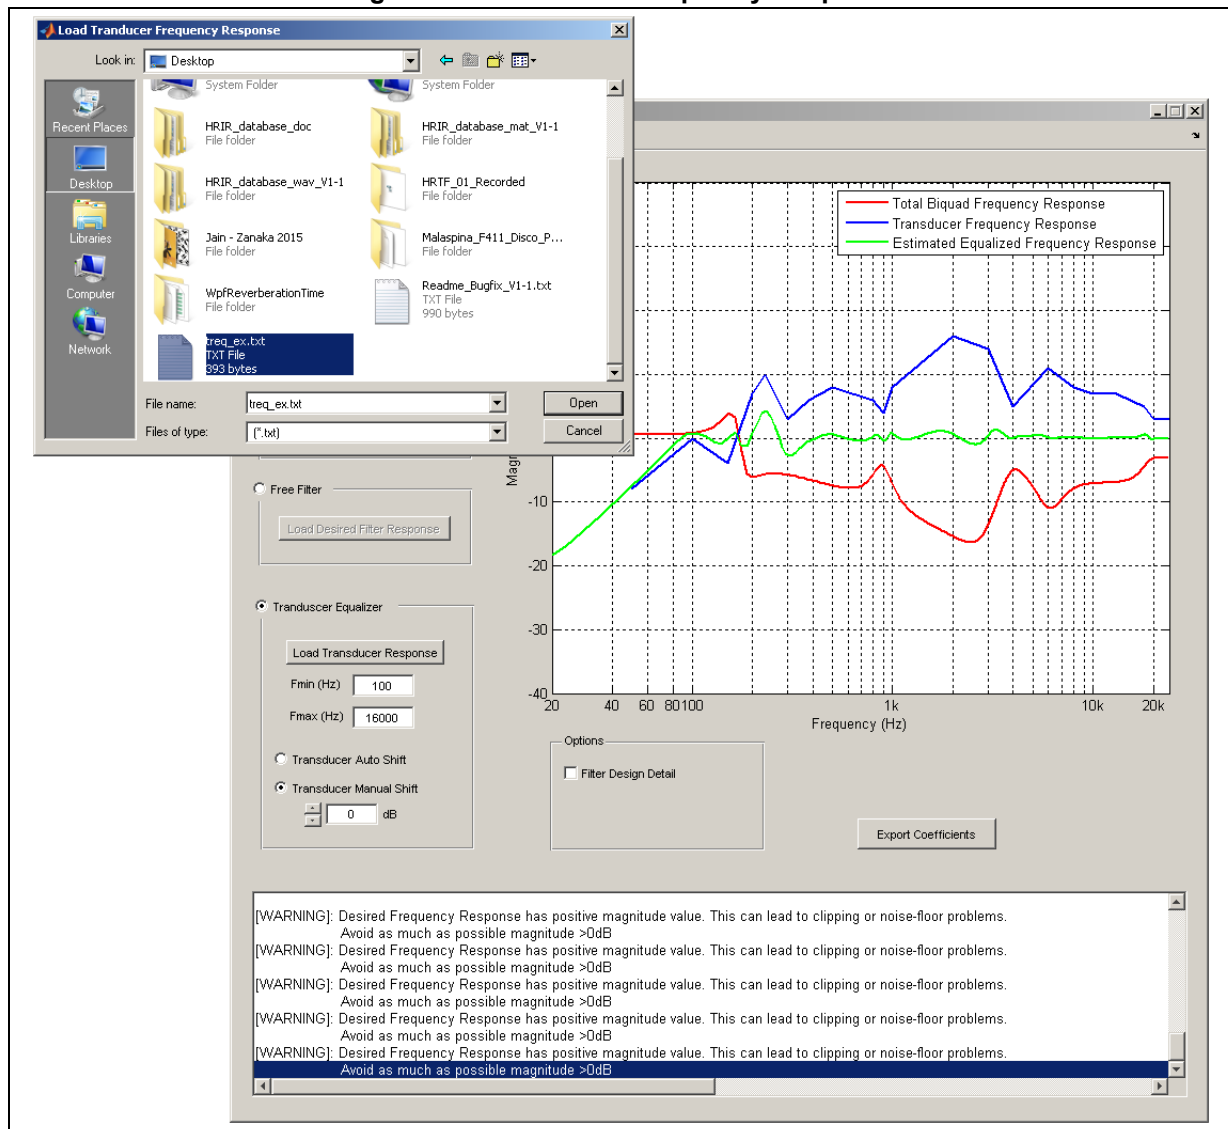 Load Tranducer Frequency Response
Look in:
Desktop
System Folder
System Folder
Recent Places
HRIR_database_doc
File folder
HRIR_database_mat_V1-1
File folder
Desktop
HRIR_database_wav_V1-1
File folder
HRTF_01_Recorded
File folder
Libraries
Jain - Zanaka 2015
File folder
Malaspina_F411_Disco_P...
File folder
Computer
WpfReverberationTime
File folder
Readme_Bugfix_V1-1.txt
TXT File
990 bytes
Network
treq_ex.txt
TXT File
393 bytes
File name:
treq_ex.txt
Open
Files of type:
(*.txt)
Cancel
Total Biquad Frequency Response
Transducer Frequency Response
Estimated Equalized Frequency Response
Magn
-10
-20
-30
-40
20 40 60 80 100 1k 10k 20k
Frequency (Hz)
Free Filter
Load Desired Filter Response
Tranduscer Equalizer
Load Transducer Response
Fmin (Hz) 100
Fmax (Hz) 16000
Transducer Auto Shift
Transducer Manual Shift
0 dB
Options
Filter Design Detail
Export Coefficients
[WARNING]: Desired Frequency Response has positive magnitude value. This can lead to clipping or noise-floor problems.
Avoid as much as possible magnitude >0dB
[WARNING]: Desired Frequency Response has positive magnitude value. This can lead to clipping or noise-floor problems.
Avoid as much as possible magnitude >0dB
[WARNING]: Desired Frequency Response has positive magnitude value. This can lead to clipping or noise-floor problems.
Avoid as much as possible magnitude >0dB
[WARNING]: Desired Frequency Response has positive magnitude value. This can lead to clipping or noise-floor problems.
Avoid as much as possible magnitude >0dB
[WARNING]: Desired Frequency Response has positive magnitude value. This can lead to clipping or noise-floor problems.
Avoid as much as possible magnitude >0dB